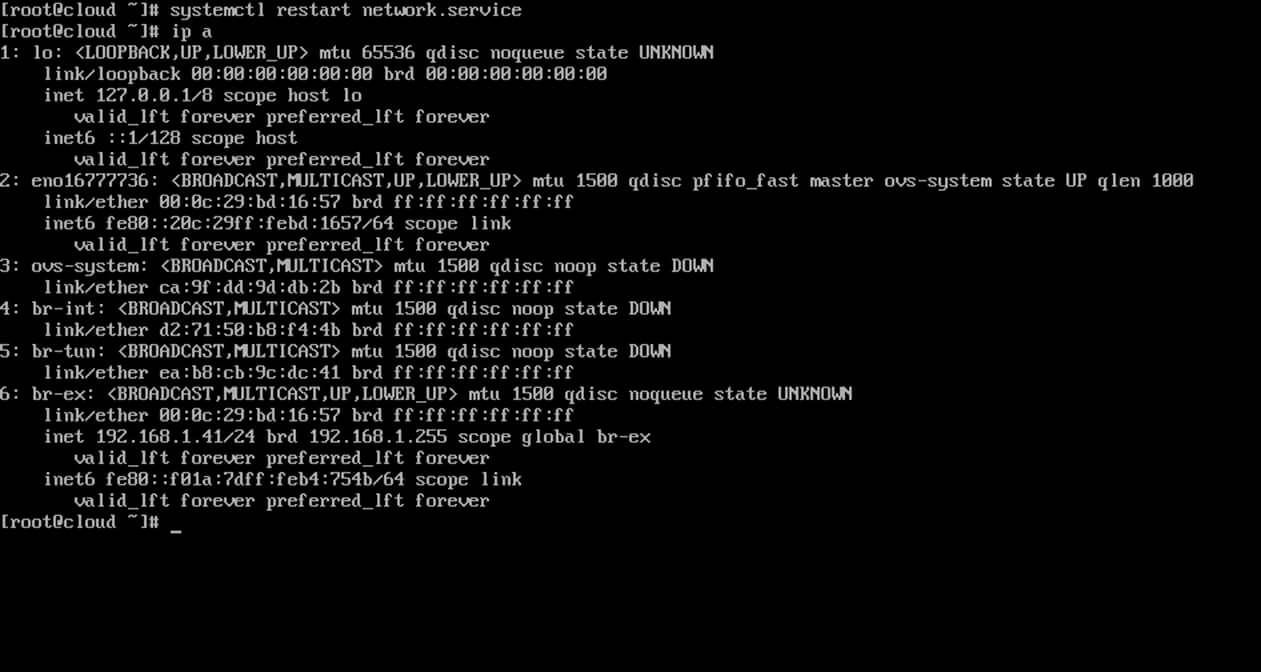 [root@cloud ~]# systemctl restart network.service
[root@cloud ~]# ip a
1: lo: <LOOPBACK,UP,LOWER_UP> mtu 65536 qdisc noqueue state UNKNOWN
    link/loopback 00:00:00:00:00:00 brd 00:00:00:00:00:00
    inet 127.0.0.1/8 scope host lo
       valid_lft forever preferred_lft forever
    inet6 ::1/128 scope host
       valid_lft forever preferred_lft forever
2: eno16777736: <BROADCAST,MULTICAST,UP,LOWER_UP> mtu 1500 qdisc pfifo_fast master ovs-system state UP qlen 1000
    link/ether 00:0c:29:bd:16:57 brd ff:ff:ff:ff:ff:ff
    inet6 fe80::20c:29ff:febd:1657/64 scope link
       valid_lft forever preferred_lft forever
3: ovs-system: <BROADCAST,MULTICAST> mtu 1500 qdisc noop state DOWN
    link/ether ca:9f:dd:9d:db:2b brd ff:ff:ff:ff:ff:ff
4: br-int: <BROADCAST,MULTICAST> mtu 1500 qdisc noop state DOWN
    link/ether d2:71:50:b8:f4:4b brd ff:ff:ff:ff:ff:ff
5: br-tun: <BROADCAST,MULTICAST> mtu 1500 qdisc noop state DOWN
    link/ether ea:b8:cb:9c:dc:41 brd ff:ff:ff:ff:ff:ff
6: br-ex: <BROADCAST,MULTICAST,UP,LOWER_UP> mtu 1500 qdisc noqueue state UNKNOWN
    link/ether 00:0c:29:bd:16:57 brd ff:ff:ff:ff:ff:ff
    inet 192.168.1.41/24 brd 192.168.1.255 scope global br-ex
       valid_lft forever preferred_lft forever
    inet6 fe80::f01a:7dff:feb4:754b/64 scope link
       valid_lft forever preferred_lft forever
[root@cloud ~]# _